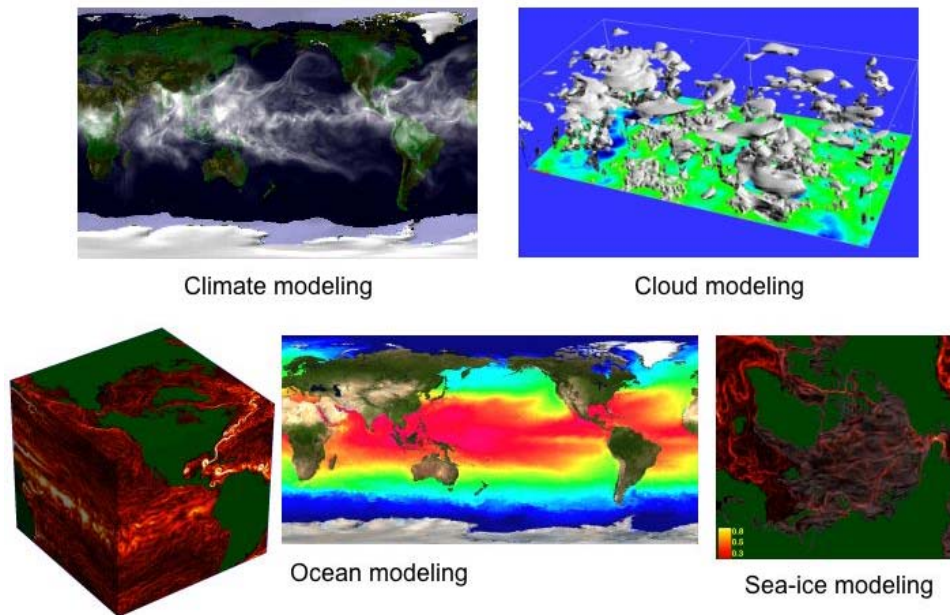 Climate modeling
Cloud modeling
Ocean modeling
Sea-ice modeling
0.8
0.5
0.3